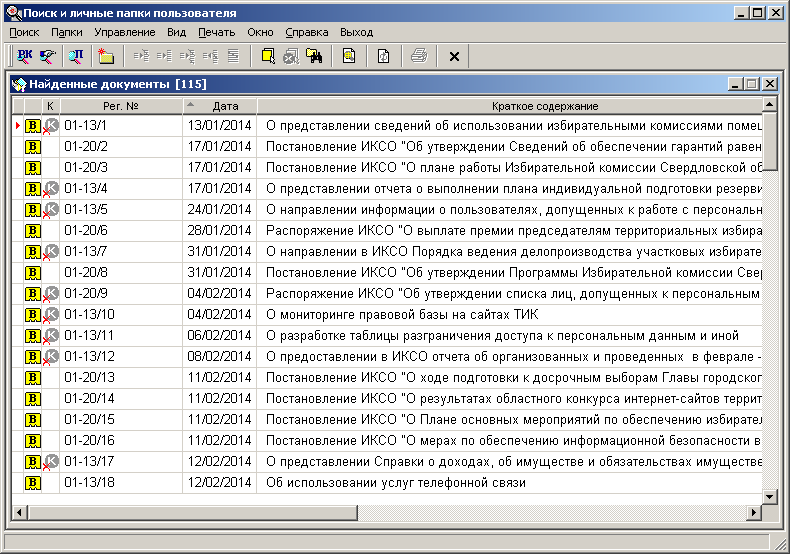 Поиск и личные папки пользователя
Поиск Папки Управление Вид Печать Окно Справка Выход
РК П
Найденные документы [115]
К Рег. № Дата Краткое содержание
В К 01-13/1 13/01/2014 О представлении сведений об использовании избирательными комиссиями помещ
В 01-20/2 17/01/2014 Постановление ИКСО "Об утверждении Сведений об обеспечении гарантий равен
В 01-20/3 17/01/2014 Постановление ИКСО "О плане работы Избирательной комиссии Свердловской об
В К 01-13/4 17/01/2014 О представлении отчета о выполнении плана индивидуальной подготовки резерви
В К 01-13/5 24/01/2014 О направлении информации о пользователях, допущенных к работе с персональн
В 01-20/6 28/01/2014 Распоряжение ИКСО "О выплате премии председателям территориальных избира
В К 01-13/7 31/01/2014 О направлении в ИКСО Порядка ведения делопроизводства участковых избирате
В 01-20/8 31/01/2014 Постановление ИКСО "Об утверждении Программы Избирательной комиссии Свер
В К 01-20/9 04/02/2014 Распоряжение ИКСО "Об утверждении списка лиц, допущенных к персональным
В К 01-13/10 04/02/2014 О мониторинге правовой базы на сайтах ТИК
В К 01-13/11 06/02/2014 О разработке таблицы разграничения доступа к персональным данным и иной
В К 01-13/12 08/02/2014 О предоставлении в ИКСО отчета об организованных и проведенных в феврале -
В 01-20/13 11/02/2014 Постановление ИКСО "О ходе подготовки к досрочным выборам Главы городског
В 01-20/14 11/02/2014 Постановление ИКСО "О результатах областного конкурса интернет-сайтов террит
В 01-20/15 11/02/2014 Постановление ИКСО "О Плане основных мероприятий по обеспечению избирател
В 01-20/16 11/02/2014 Постановление ИКСО "О мерах по обеспечению информационной безопасности в
В К 01-13/17 12/02/2014 О представлении Справки о доходах, об имуществе и обязательствах имуществе
В 01-13/18 12/02/2014 Об использовании услуг телефонной связи